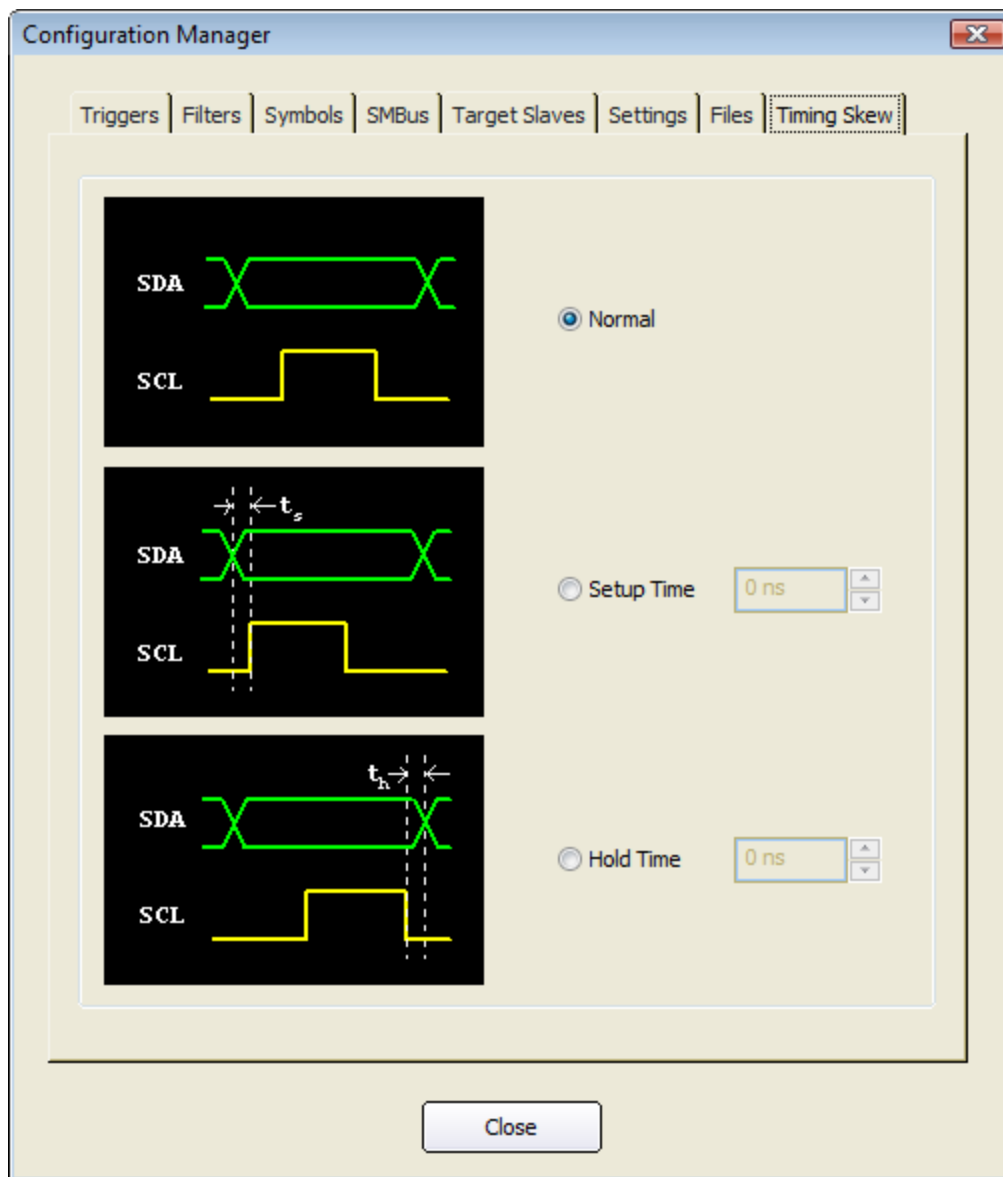 Configuration Manager
Triggers Filters Symbols SMBus Target Slaves Settings Files Timing Skew
SDA
SCL
Normal
ts
SDA
SCL
Setup Time 0 ns
th
SDA
SCL
Hold Time 0 ns
Close